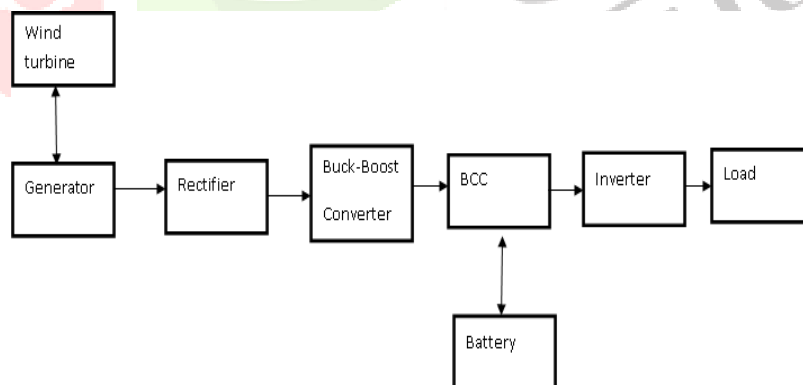 Wind
turbine
Generator
Rectifier
Buck-Boost
Converter
BCC
Inverter
Load
Battery